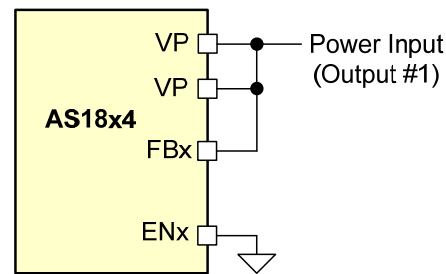 VP
Power Input
(Output #1)
VP
AS18x4
FBx
ENx